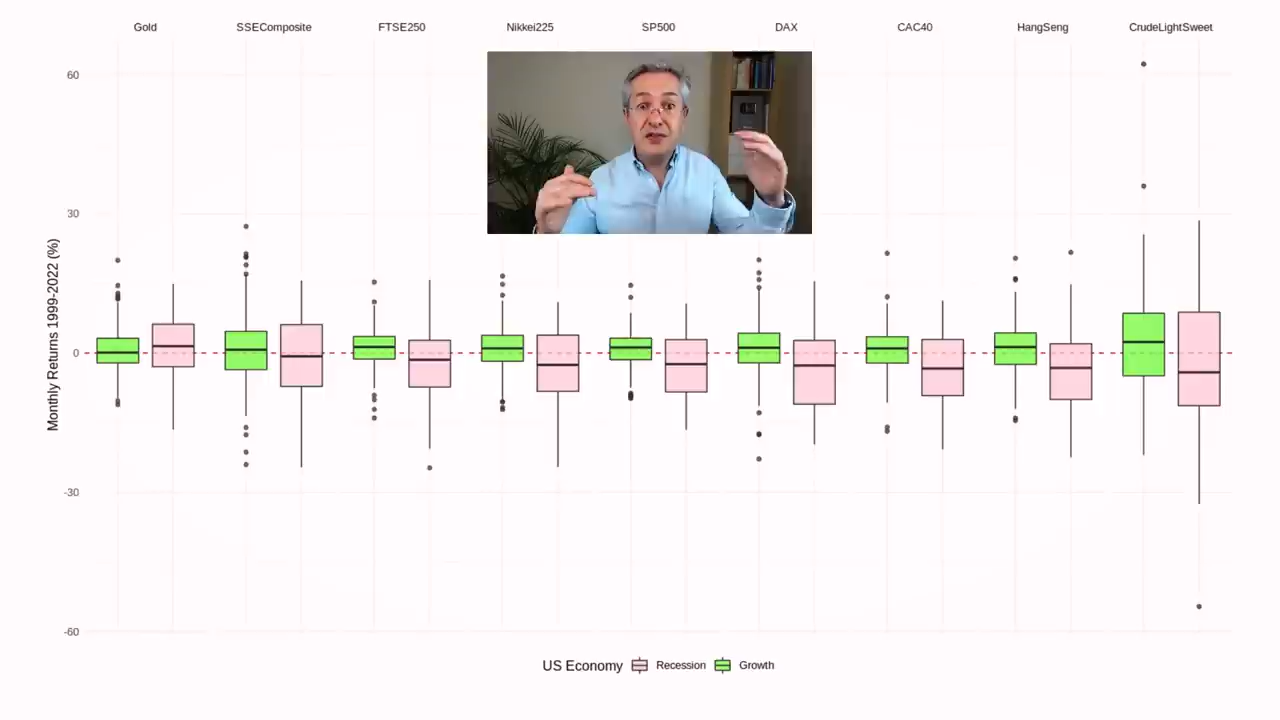 Gold SSEComposite FTSE250 Nikkei225 SP500 DAX CAC40 HangSeng CrudeLightSweet
60
30
0
-30
-60
Monthly Returns 1999-2022 (%)
US Economy Recession Growth